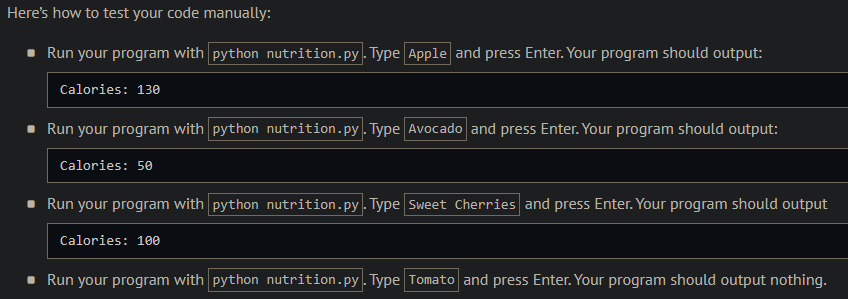 Here's how to test your code manually:
Run your program with python nutrition.py. Type Apple and press Enter. Your program should output:
Calories: 130
Run your program with python nutrition.py. Type Avocado and press Enter. Your program should output:
Calories: 50
Run your program with python nutrition.py. Type Sweet Cherries and press Enter. Your program should output
Calories: 100
Run your program with python nutrition.py. Type Tomato and press Enter. Your program should output nothing.